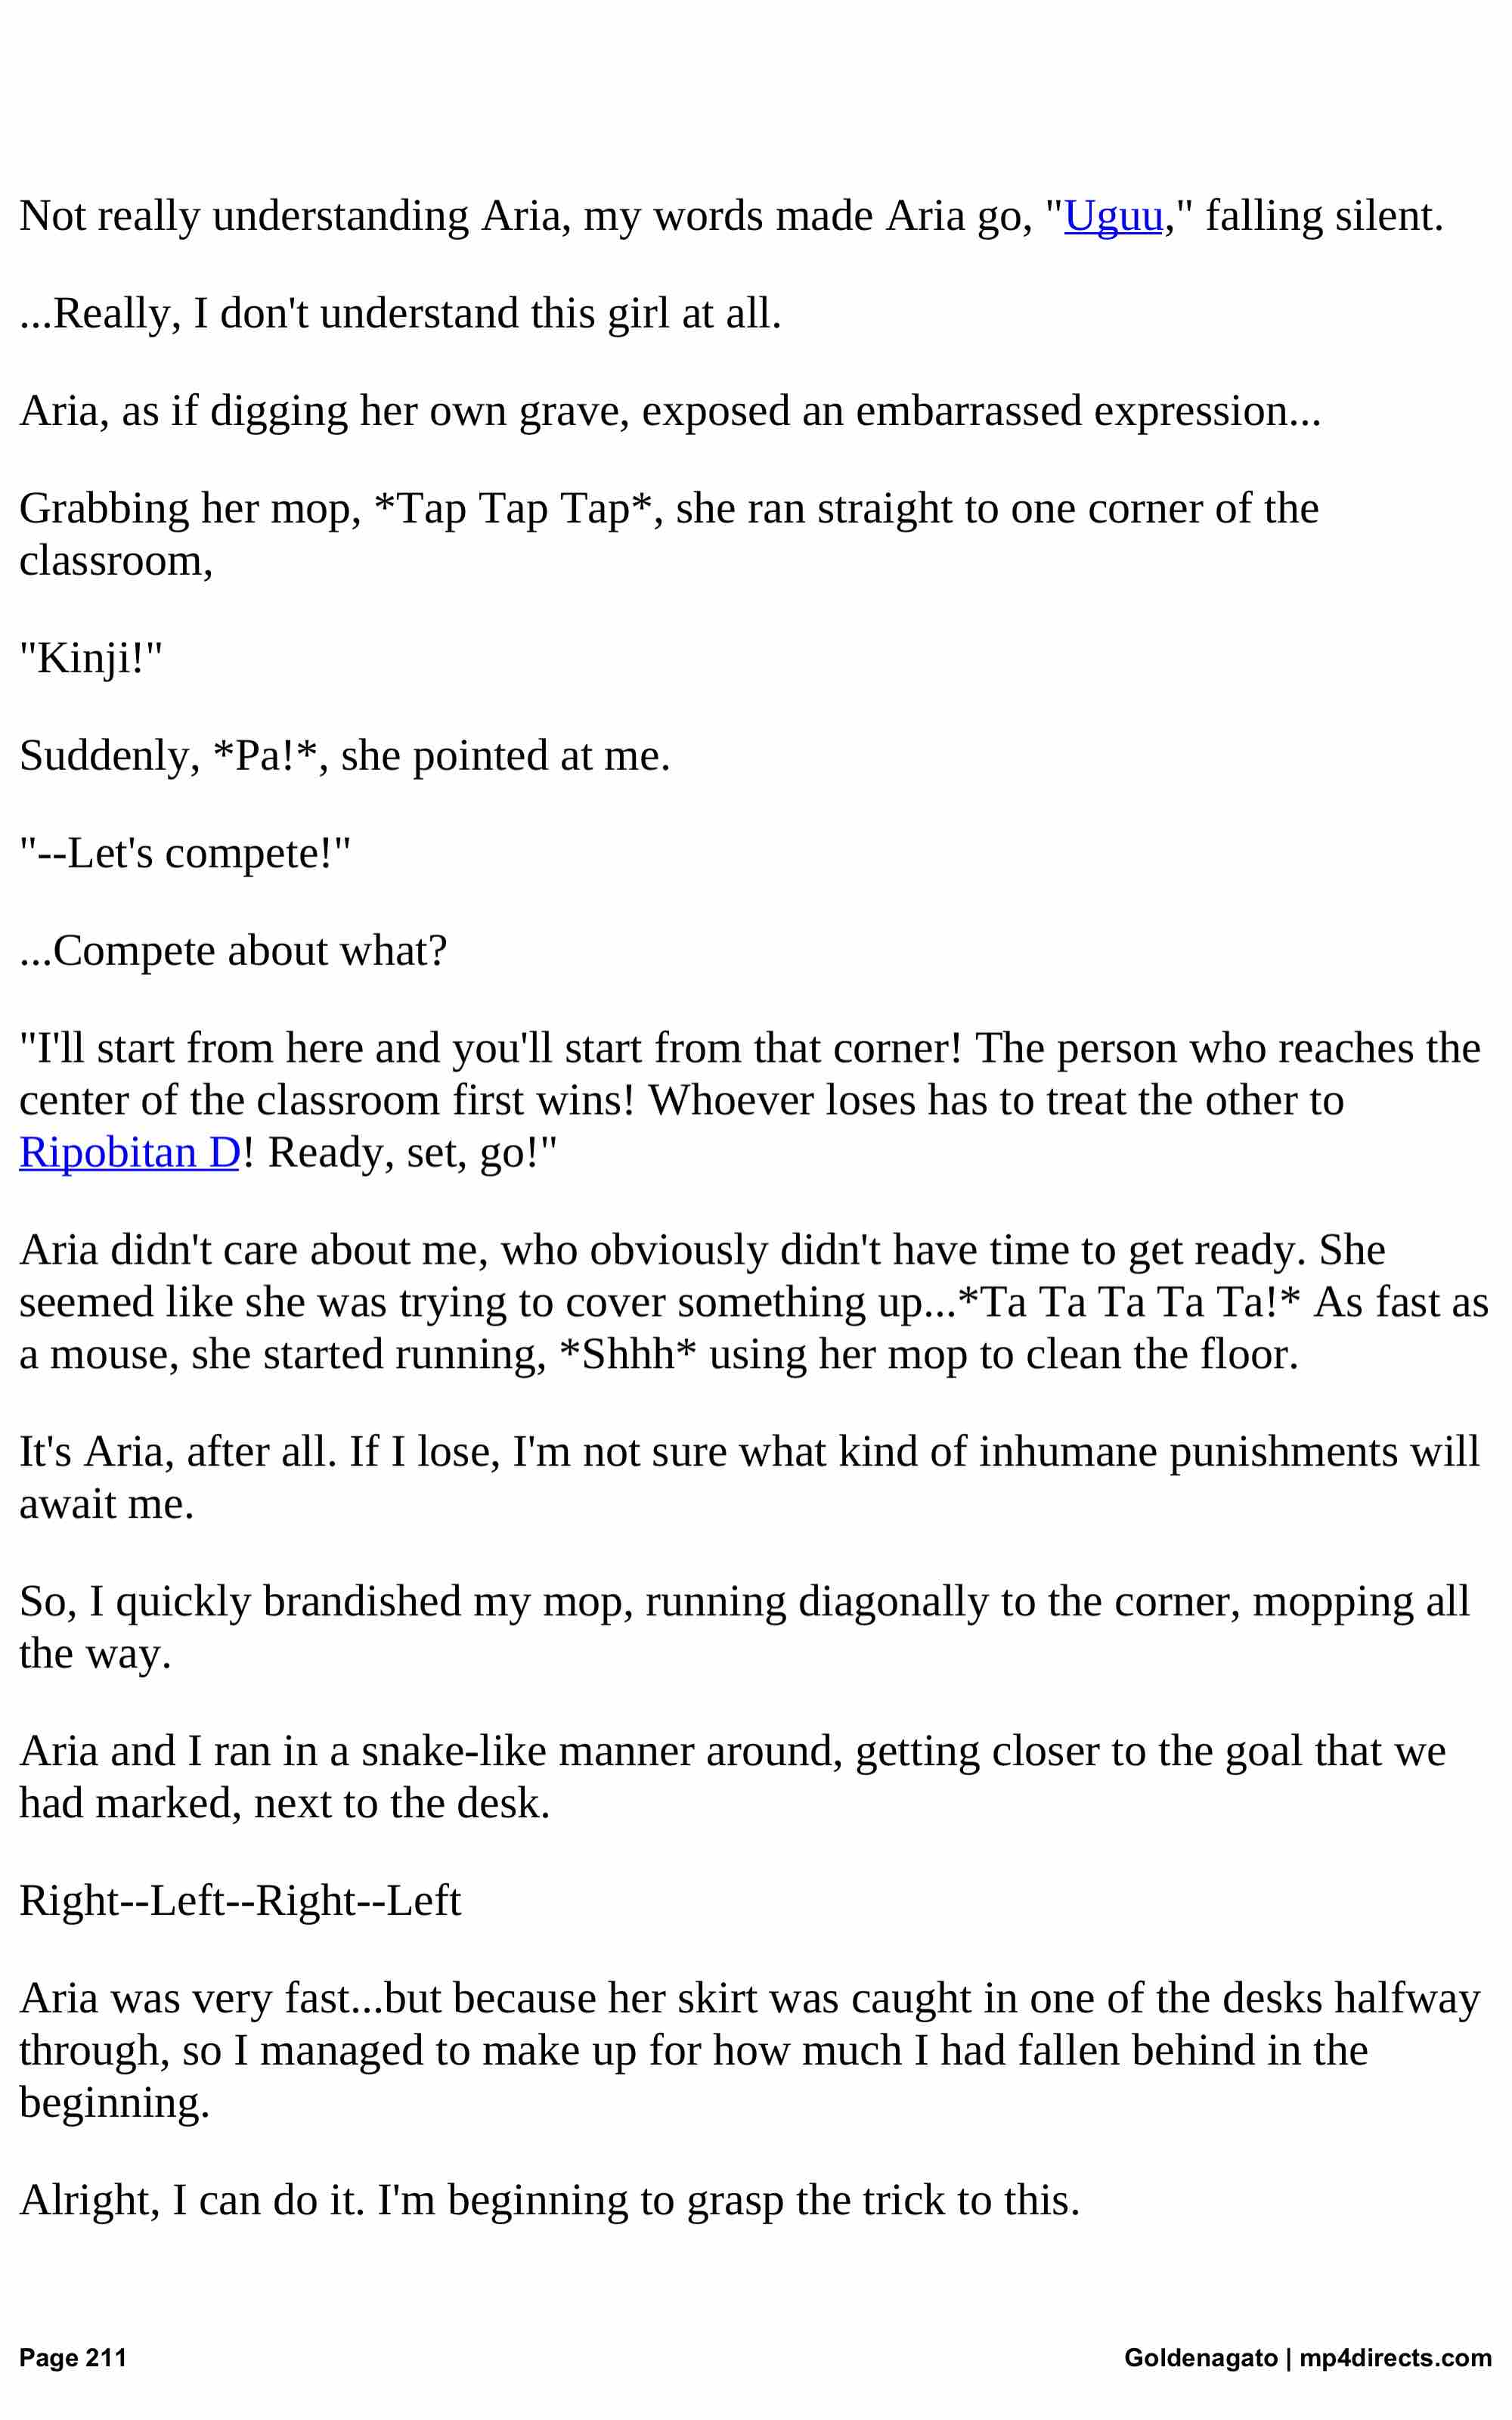 Not really understanding Aria, my words made Aria go, "Uguu," falling silent.
...Really, I don't understand this girl at all.
Aria, as if digging her own grave, exposed an embarrassed expression...
Grabbing her mop, *Tap Tap Tap*, she ran straight to one corner of the
classroom,
"Kinji!"
Suddenly, *Pa!*, she pointed at me.
"--Let's compete!"
...Compete about what?
"I'll start from here and you'll start from that corner! The person who reaches the
center of the classroom first wins! Whoever loses has to treat the other to
Ripobitan D! Ready, set, go!"
Aria didn't care about me, who obviously didn't have time to get ready. She
seemed like she was trying to cover something up...*Ta Ta Ta Ta Ta!* As fast as
a mouse, she started running, *Shhh* using her mop to clean the floor.
It's Aria, after all. If I lose, I'm not sure what kind of inhumane punishments will
await me.
So, I quickly brandished my mop, running diagonally to the corner, mopping all
the way.
Aria and I ran in a snake-like manner around, getting closer to the goal that we
had marked, next to the desk.
Right--Left--Right--Left
Aria was very fast...but because her skirt was caught in one of the desks halfway
through, so I managed to make up for how much I had fallen behind in the
beginning.
Alright, I can do it. I'm beginning to grasp the trick to this.
Page 211
Goldenagato | mp4directs.com